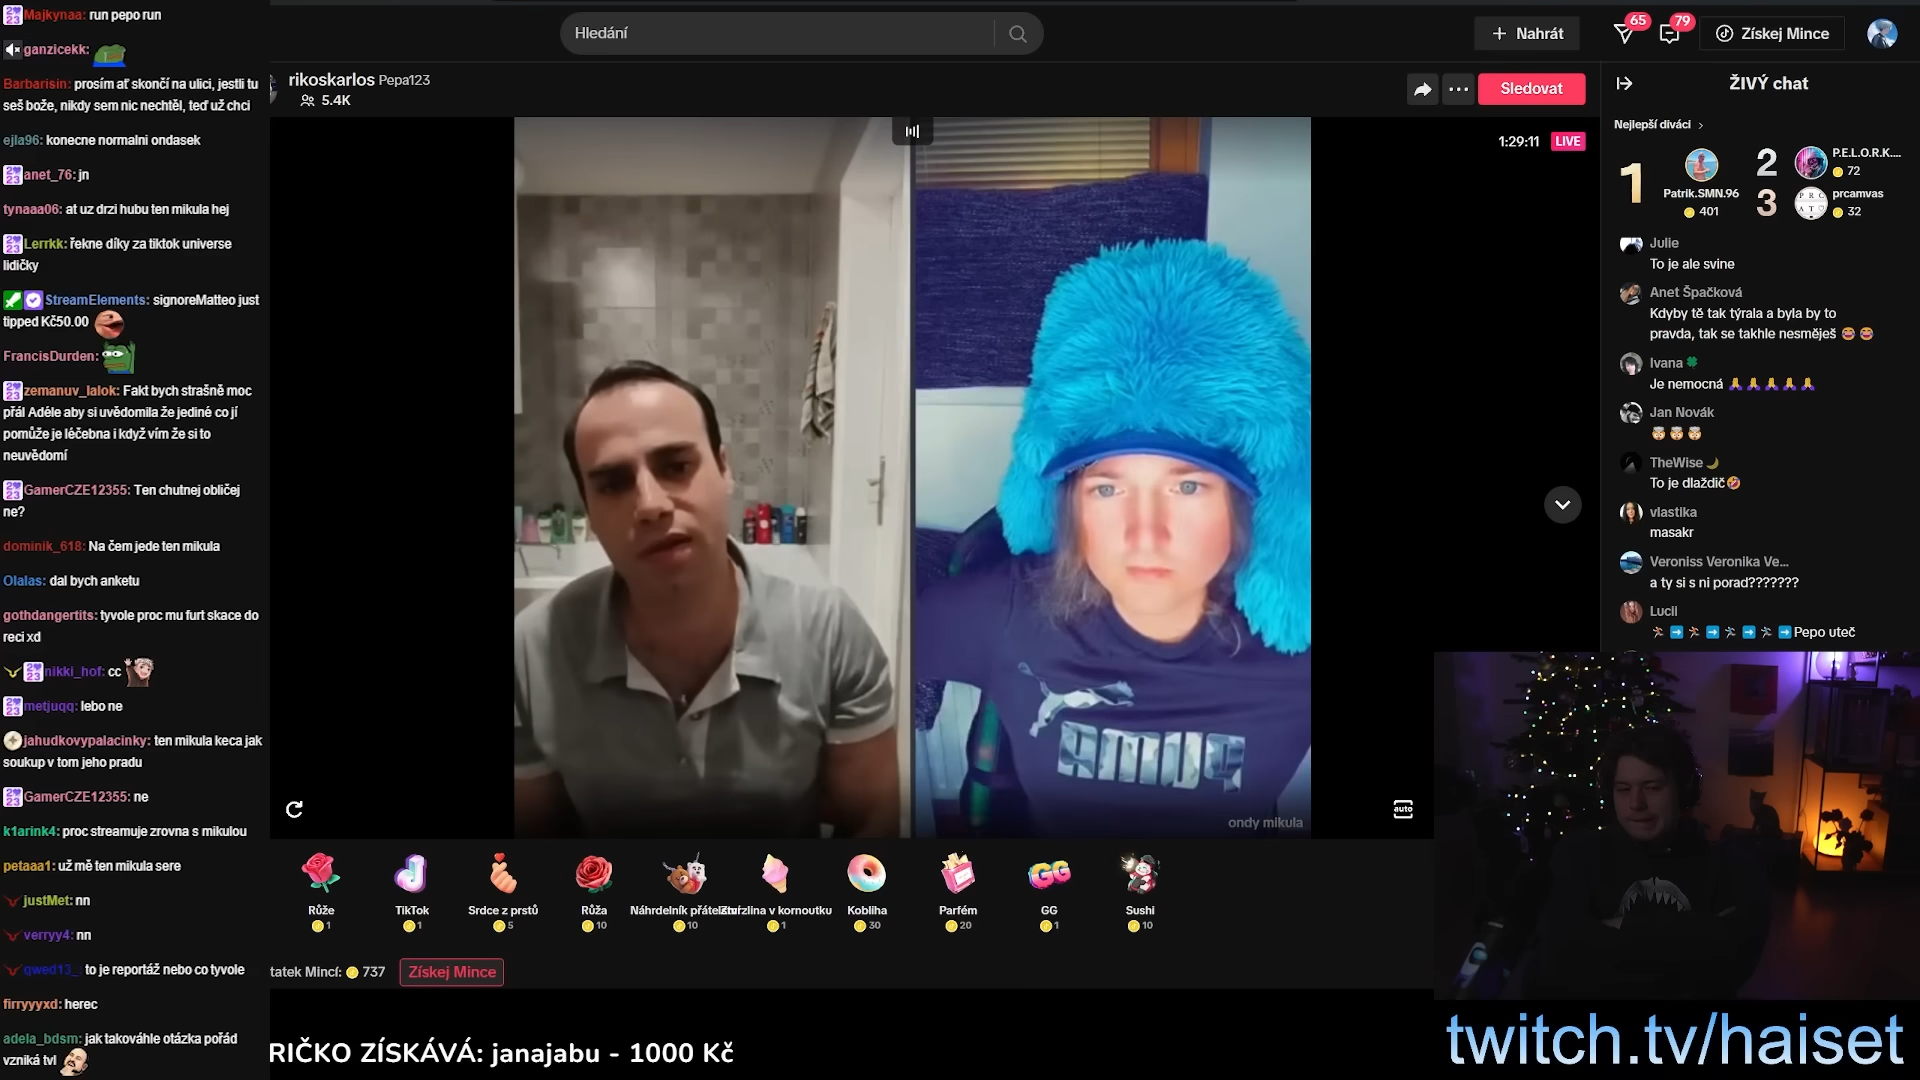 Majkynaa: run pepo run
ganzicekk:
Barbarisin: prosím ať skončí na ulici, jestli tu
seš bože, nikdy sem nic nechtěl, teď už chci
ejla96: konecne normalni ondasek
anet_76: jn
tynaaa06: at uz drzi hubu ten mikula hej
Lerrkk: řekne díky za tiktok universe
lidičky
StreamElements: signoreMatteo just
tipped Kč50.00
FrancisDurden:
zemanuv_lalok: Fakt bych strašně moc
přál Adéle aby si uvědomila že jediné co jí
pomůže je léčebna i když vím že si to
neuvědomí
GamerCZE12355: Ten chutnej obličej
ne?
dominik_618: Na čem jede ten mikula
Olalas: dal bych anketu
gothdangertits: tyvole proc mu furt skace do
reci xd
nikki_hof: cc
metjuqq: lebo ne
jahudkovypalacinky: ten mikula keca jak
soukup v tom jeho pradu
GamerCZE12355: ne
k1arink4: proc streamuje zrovna s mikulou
petaaa1: už mě ten mikula sere
justMet: nn
verryy4: nn
qwed13_: to je reportáž nebo co tyvole
firryyyxd: herec
adela_bdsm: jak takováhle otázka pořád
vzniká tvl
Hledání
Nahrát
65
79
Získej Mince
rikoskarlos Pepa123
5.4K
Sledovat
1:29:11 LIVE
PUMA
ondy mikula
auto
GG
Růže
TikTok
Srdce z prstů
Růža
Náhrdelník přátelství
Zmrzlina v kornoutku
Kobliha
Parfém
GG
Sushi
1
1
5
10
10
1
30
20
1
10
tatek Mincí: 737 Získej Mince
RIČKO ZÍSKÁVÁ: janajabu - 1000 Kč
ŽIVÝ chat
Nejlepší diváci
1
Patrik.SMN.96
401
2
P.E.L.O.R.K....
72
3
prcamvas
32
Julie
To je ale svine
Anet Špačková
Kdyby tě tak týrala a byla by to
pravda, tak se takhle nesměješ
Ivana
Je nemocná
Jan Novák
TheWise
To je dlaždič
vlastika
masakr
Veroniss Veronika Ve...
a ty si s ni porad???????
Lucii
Pepo uteč
twitch.tv/haiset